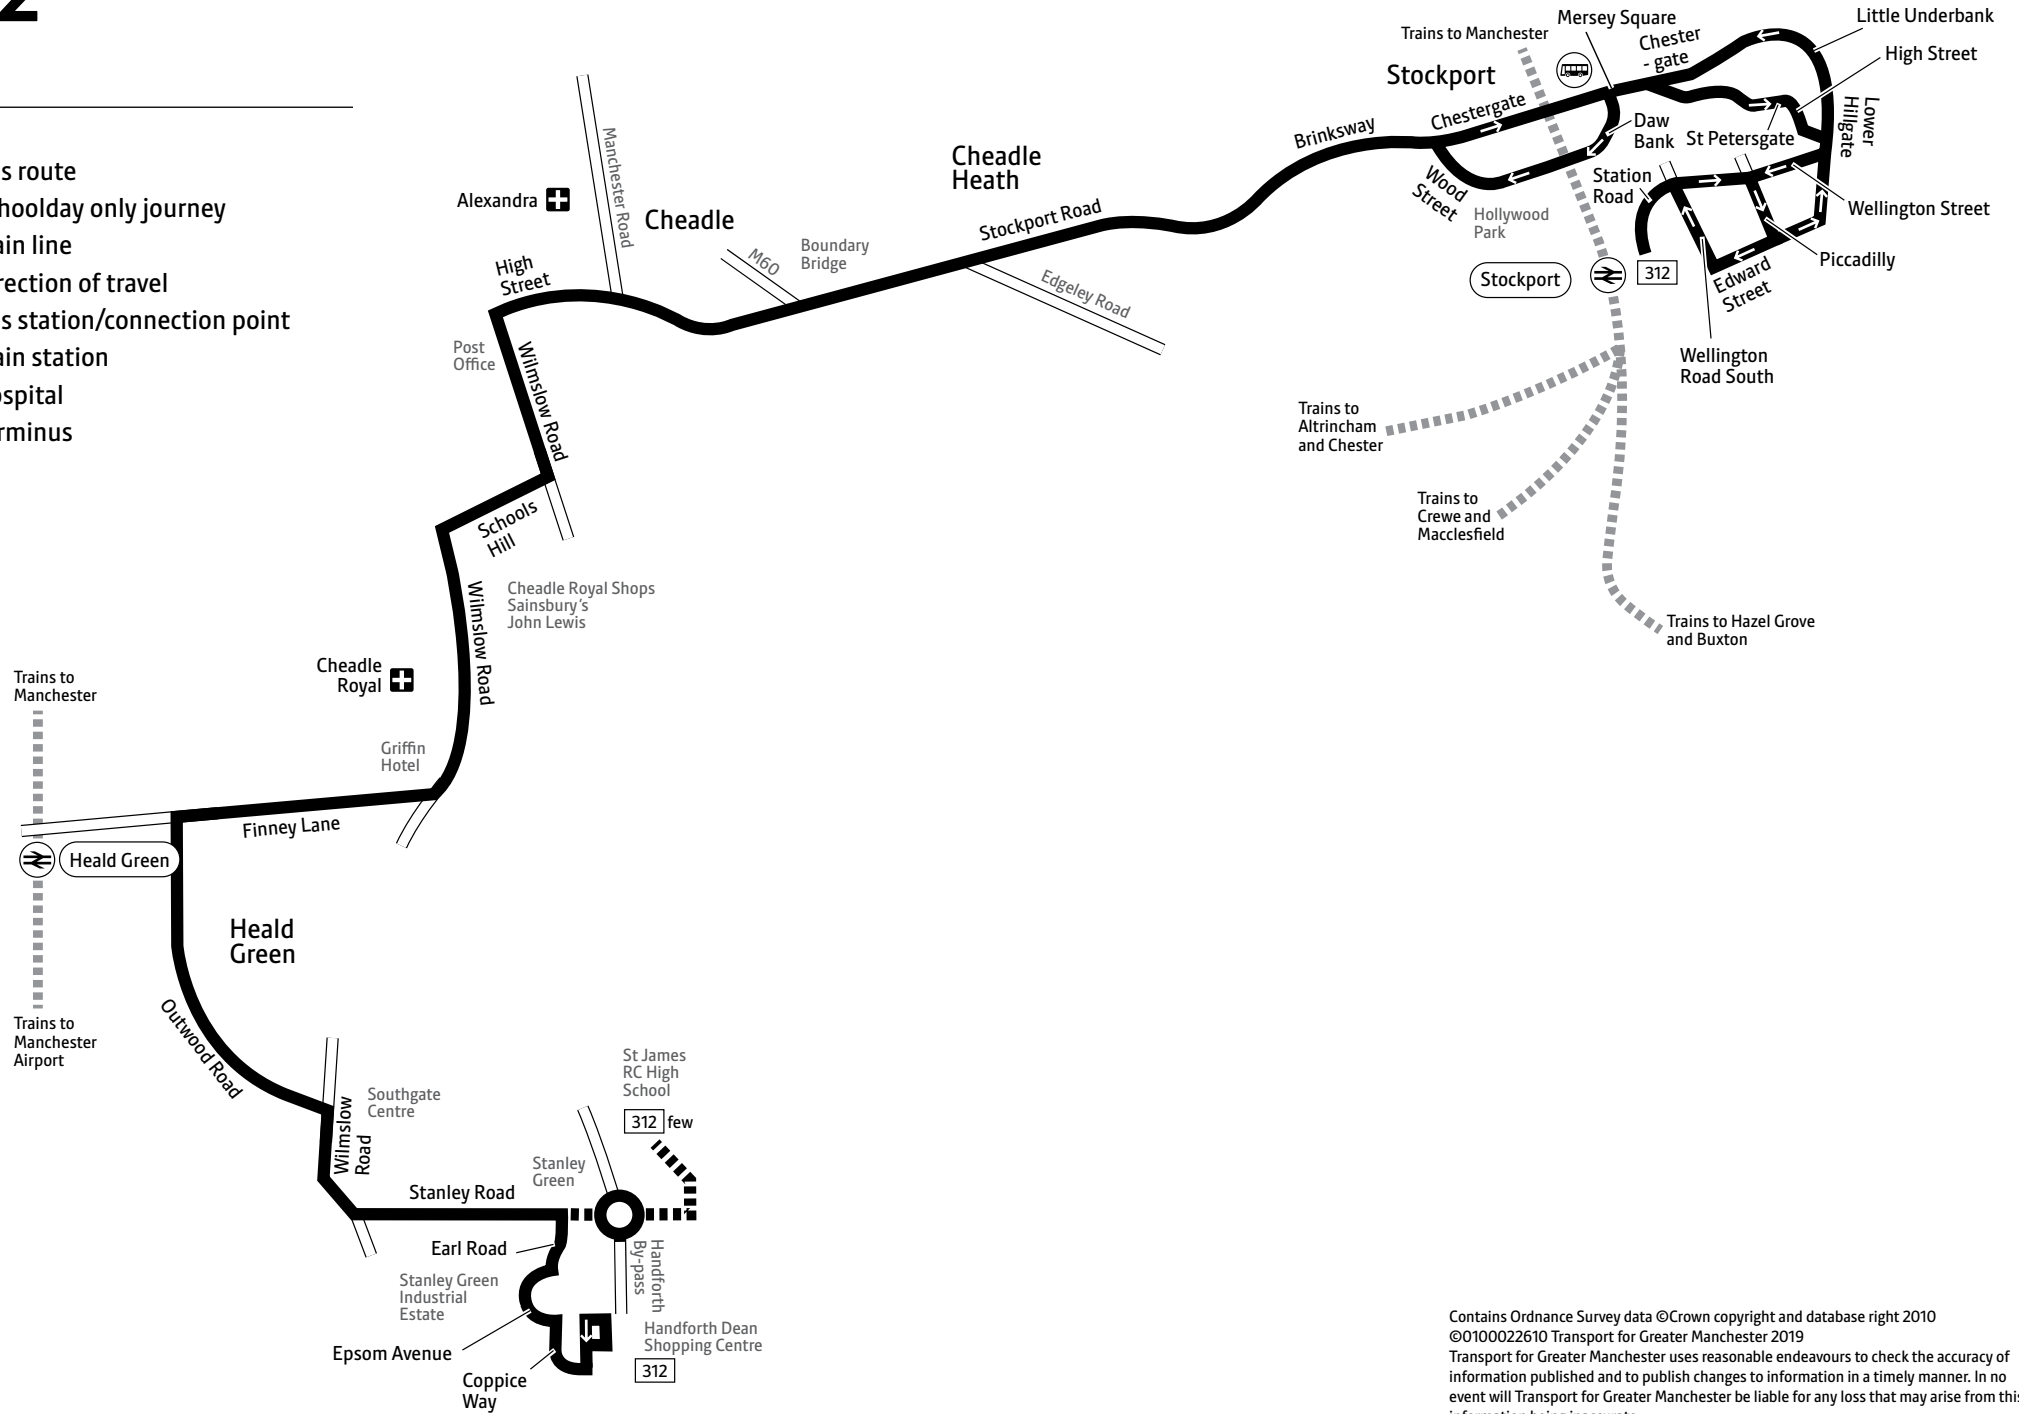 2
s route
hoolday only journey
ain line
rection of travel
s station/connection point
ain station
ospital
rminus
Trains to Manchester
Mersey Square
Little Underbank
Chester
- gate
High Street
Stockport
Chestergate
Lower
Hillgate
Brinksway
Daw
Bank
St Petersgate
Wood
Street
Station
Road
Hollywood
Park
Wellington Street
Stockport
312
Edward
Street
Piccadilly
Wellington
Road South
Trains to
Altrincham
and Chester
Trains to
Crewe and
Macclesfield
Trains to Hazel Grove
and Buxton
Cheadle
Heath
Stockport Road
Edgeley Road
Boundary
Bridge
M60
Cheadle
Manchester Road
Alexandra
High
Street
Post
Office
Wilmslow Road
Schools
Hill
Cheadle Royal Shops
Sainsbury's
John Lewis
Wilmslow Road
Cheadle
Royal
Griffin
Hotel
Trains to
Manchester
Finney Lane
Heald Green
Heald
Green
Trains to
Manchester
Airport
Outwood Road
Southgate
Centre
Wilmslow
Road
St James
RC High
School
312 few
Stanley
Green
Stanley Road
Earl Road
Handforth
By-pass
Stanley Green
Industrial
Estate
Epsom Avenue
Handforth Dean
Shopping Centre
312
Coppice
Way
Contains Ordnance Survey data ©Crown copyright and database right 2010
©0100022610 Transport for Greater Manchester 2019
Transport for Greater Manchester uses reasonable endeavours to check the accuracy of
information published and to publish changes to information in a timely manner. In no
event will Transport for Greater Manchester be liable for any loss that may arise from this